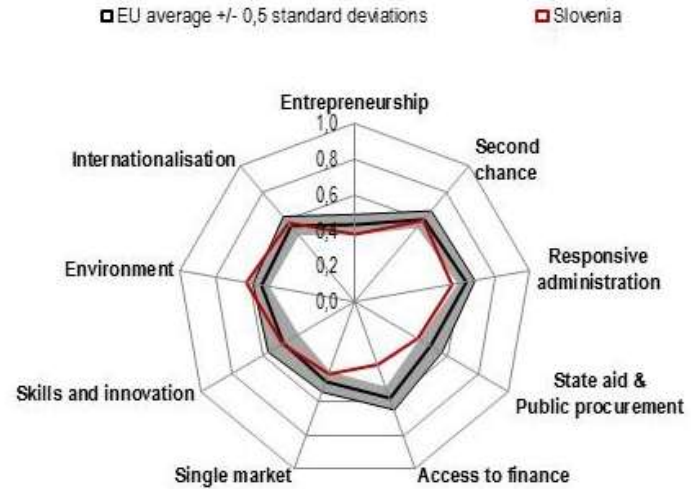 EU average +/- 0,5 standard deviations
Slovenia
Entrepreneurship
1,0
0,8
0,6
0,4
0,2
0,0
Second
chance
Responsive
administration
State aid &
Public procurement
Access to finance
Single market
Skills and innovation
Environment
Internationalisation